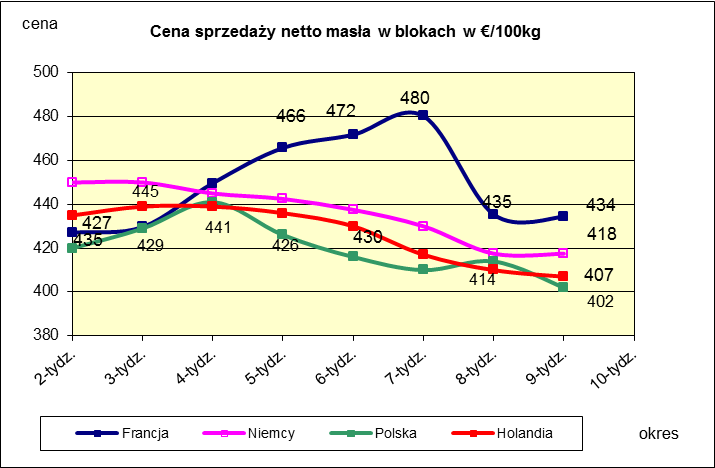 cena
Cena sprzedaży netto masła w blokach w €/100kg
500
480
460
440
420
400
380
427
435
445
429
441
466
426
472
430
480
435
414
434
418
407
402
2-tydz.
3-tydz.
4-tydz.
5-tydz.
6-tydz.
7-tydz.
8-tydz.
9-tydz.
10-tydz.
Francja Niemcy Polska Holandia
okres